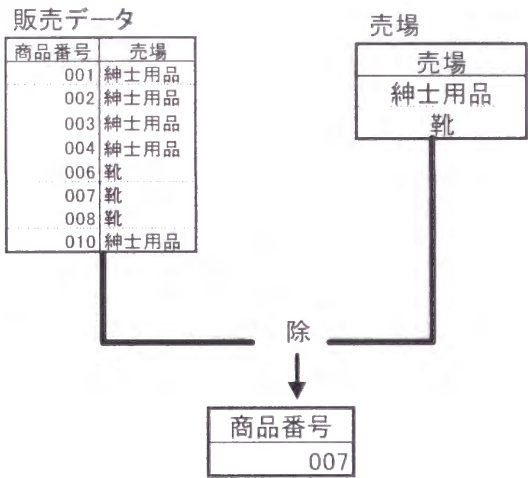 販売データ
商品番号 売場
001 紳士用品
002 紳士用品
003 紳士用品
004 紳士用品
006 靴
007 靴
008 靴
010 紳士用品
売場
売場
紳士用品
靴
除
商品番号
007